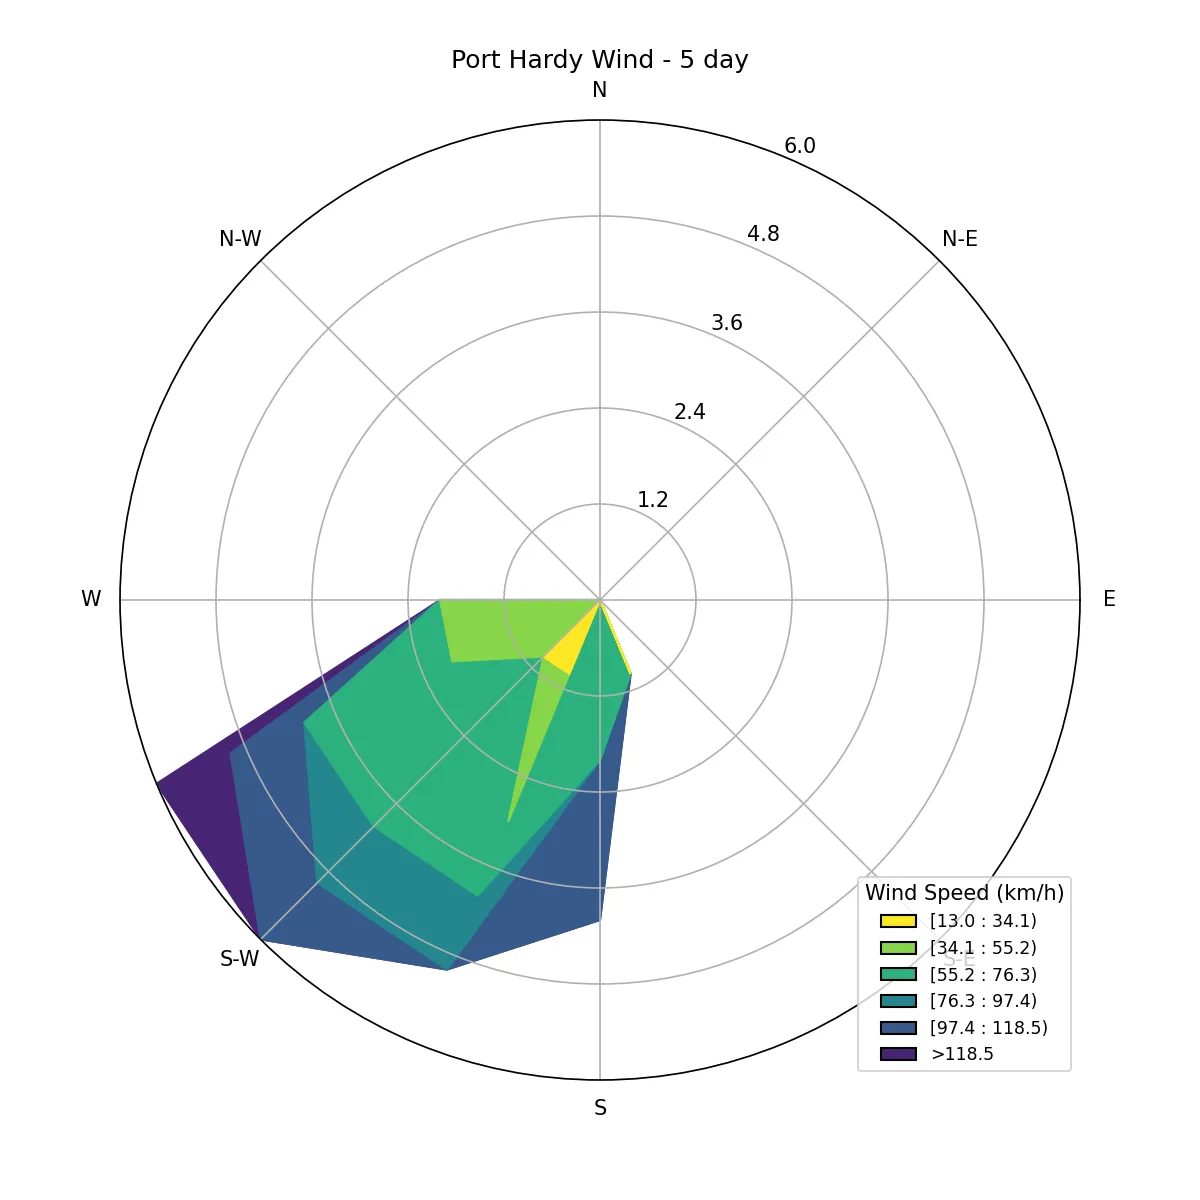 Port Hardy Wind - 5 day
N
6.0
N-W
4.8
N-E
3.6
2.4
1.2
W
E
S-W
S-E
S
Wind Speed (km/h)
[13.0 : 34.1)
[34.1 : 55.2)
[55.2 : 76.3)
[76.3 : 97.4)
[97.4 : 118.5)
>118.5